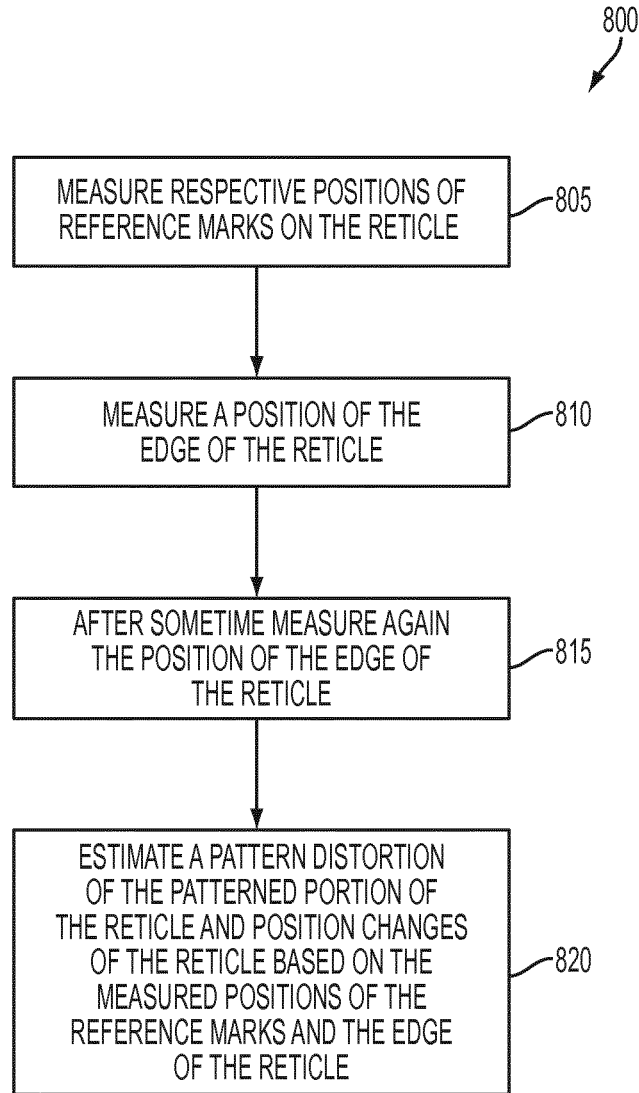 800
MEASURE RESPECTIVE POSITIONS OF
REFERENCE MARKS ON THE RETICLE
805
MEASURE A POSITION OF THE
EDGE OF THE RETICLE
810
AFTER SOMETIME MEASURE AGAIN
THE POSITION OF THE EDGE OF
THE RETICLE
815
ESTIMATE A PATTERN DISTORTION
OF THE PATTERNED PORTION OF
THE RETICLE AND POSITION CHANGES
OF THE RETICLE BASED ON THE
MEASURED POSITIONS OF THE
REFERENCE MARKS AND THE EDGE
OF THE RETICLE
820